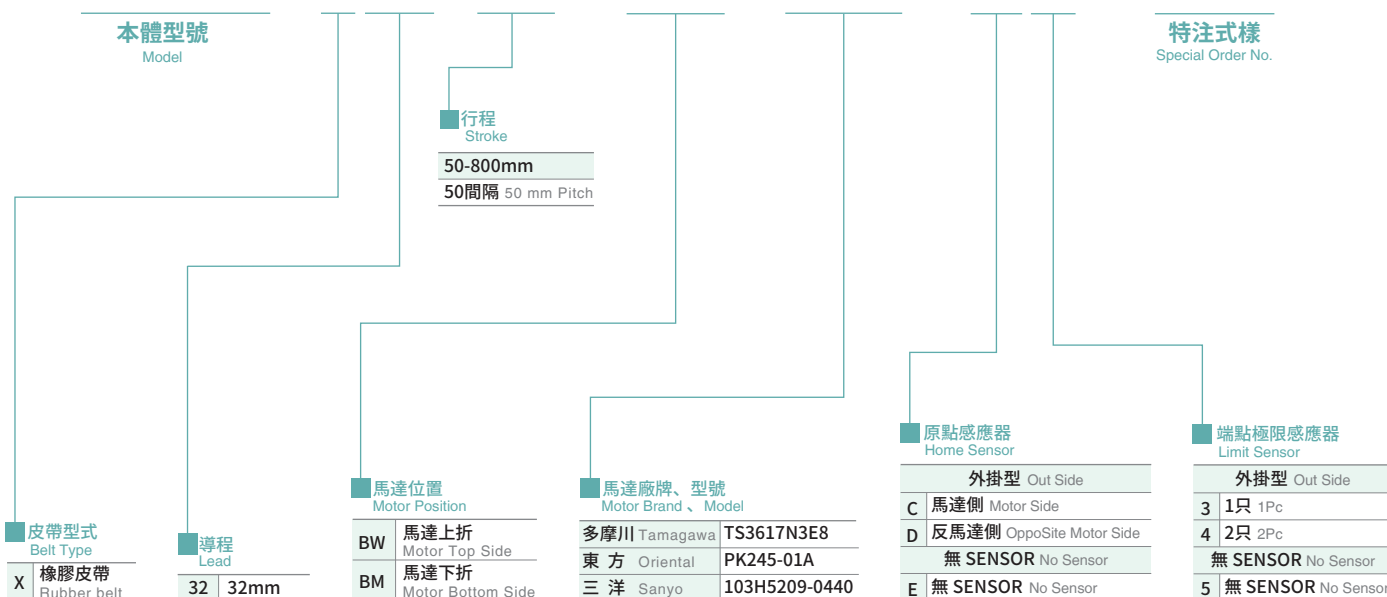 本體型號
Model
特注式樣
Special Order No.
行程
Stroke
50-800mm
50間隔 50 mm Pitch
皮帶型式
Belt Type
X 橡膠皮帶
Rubber belt
導程
Lead
32 32mm
馬達位置
Motor Position
BW 馬達上折
Motor Top Side
BM 馬達下折
Motor Bottom Side
馬達廠牌、型號
Motor Brand 、Model
多摩川 Tamagawa TS3617N3E8
東 方 Oriental PK245-01A
三 洋 Sanyo 103H5209-0440
原點感應器
Home Sensor
外掛型 Out Side
C 馬達側 Motor Side
D 反馬達側 OppoSite Motor Side
無 SENSOR No Sensor
E 無 SENSOR No Sensor
端點極限感應器
Limit Sensor
外掛型 Out Side
3 1只 1Pc
4 2只 2Pc
無 SENSOR No Sensor
5 無 SENSOR No Sensor